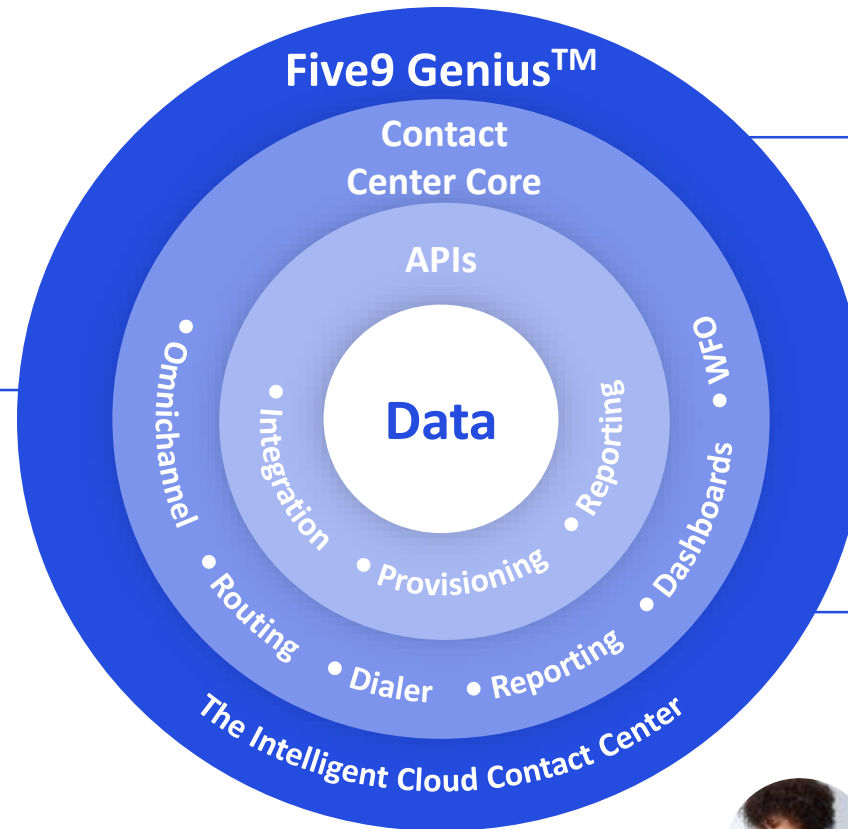 Five9 Genius™
Contact
Center Core
APIs
Data
• Integration
• Provisioning
• Reporting
• Omnichannel
• Routing
• Dialer
• Reporting
• Dashboards
• WFO
The Intelligent Cloud Contact Center